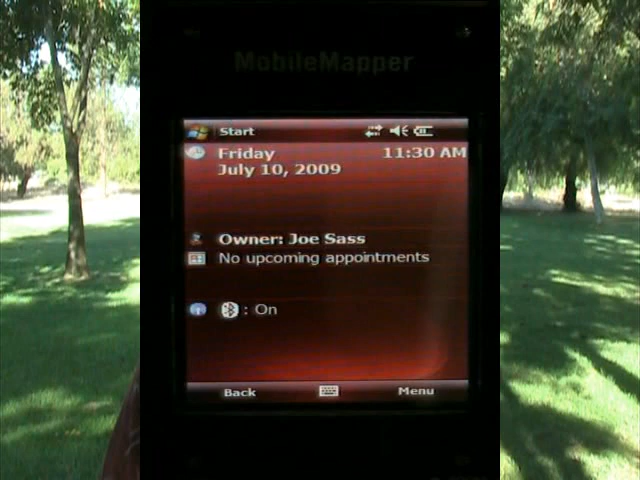 MobileMapper
Start
Friday 11:30 AM
July 10, 2009
Owner: Joe Sass
No upcoming appointments
: On
Back Menu